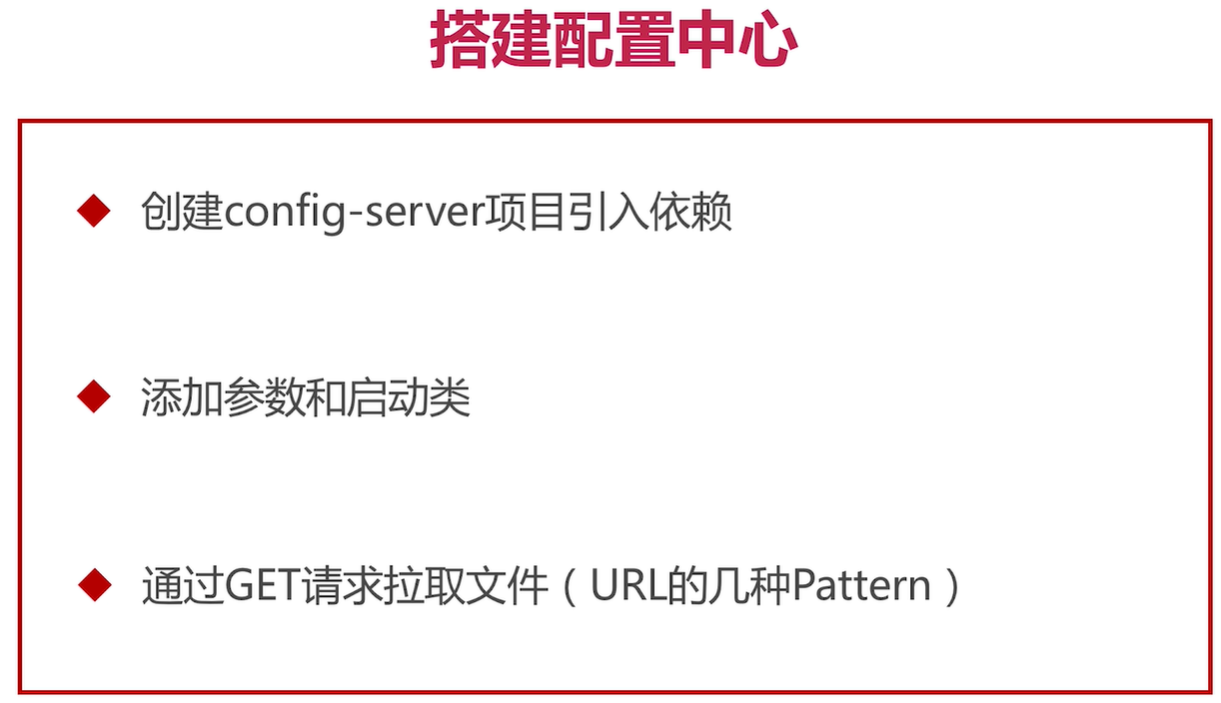 搭建配置中心
创建config-server项目引入依赖
添加参数和启动类
通过GET请求拉取文件（URL的几种Pattern）